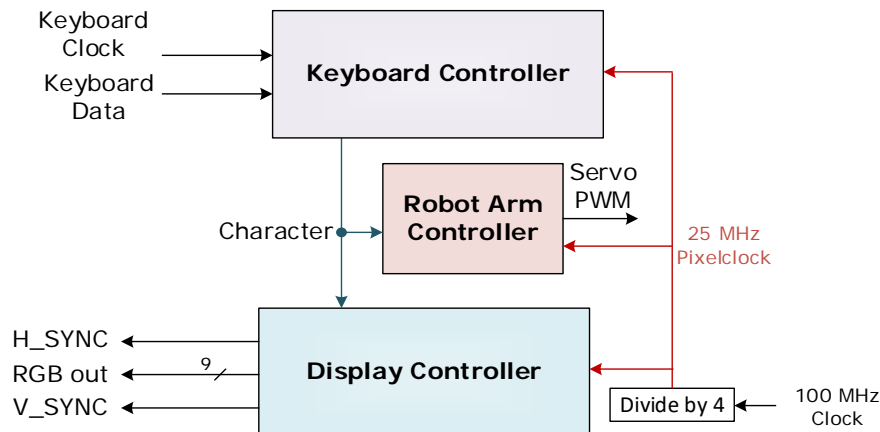 Keyboard
Clock
Keyboard
Data
Keyboard Controller
Servo
PWM
Robot Arm
Controller
Character
25 MHz
Pixelclock
H_SYNC
RGB out
9
V_SYNC
Display Controller
Divide by 4
100 MHz
Clock